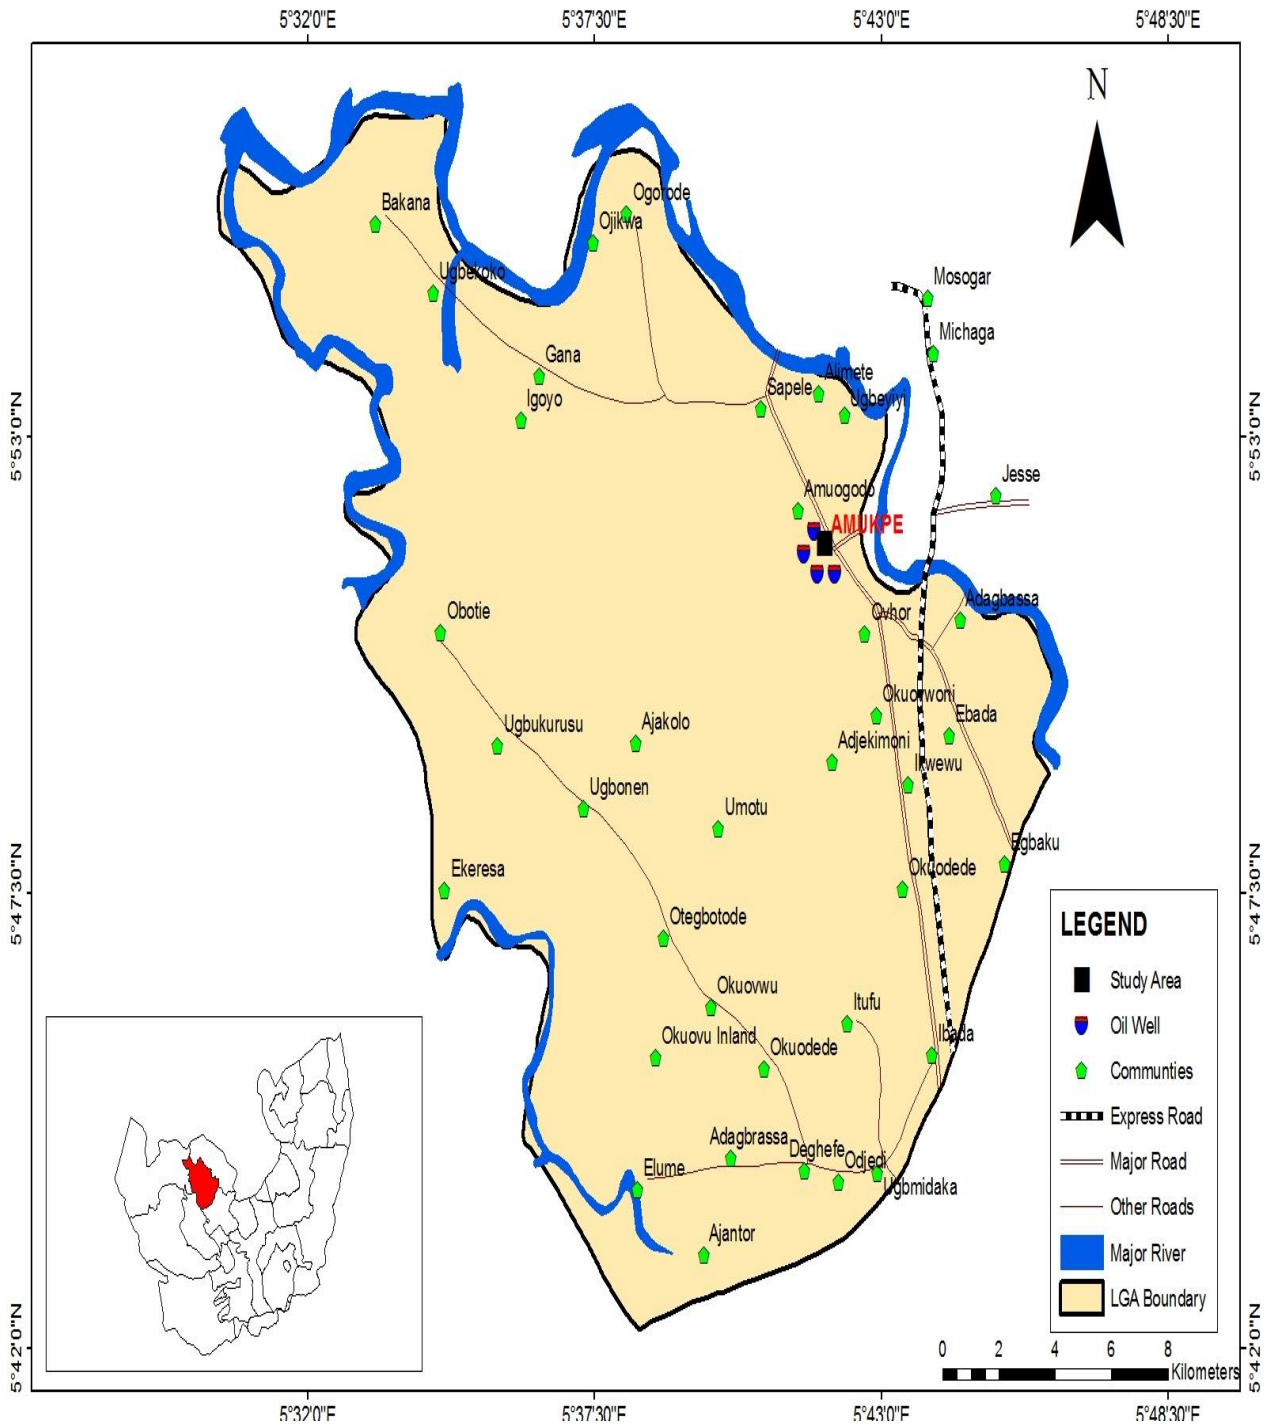 5°32'0"E 5°37'30"E 5°43'0"E 5°48'30"E
N
Ogorode
Bakana
Ojikwa
Ugbekoko
Mosogar
Michaga
Gana
Alimete
Sapele
Igoyo
Ugbeyiyi
5°53'0"N 5°53'0"N
Jesse
Amuogodo
AMUKPE
Adagbassa
Obotie
Ovhor
Okuorwoni
Ebada
Ugbukurusu
Ajakolo
Adjekimoni
Irwewu
Ugbonen
Umotu
Egbaku
Ekeresa
Okuodede
5°47'30"N 5°47'30"N
Otegbotode
Okuovwu
Itufu
Okuovu Inland
Okuodede
Ibada
Adagbrassa
Deghefe
Elume
Odjedi
Ugbmidaka
Ajantor
LEGEND
Study Area
Oil Well
Communties
Express Road
Major Road
Other Roads
Major River
LGA Boundary
5°42'0"N 5°42'0"N
0 2 4 6 8
Kilometers
5°32'0"E 5°37'30"E 5°43'0"E 5°48'30"E